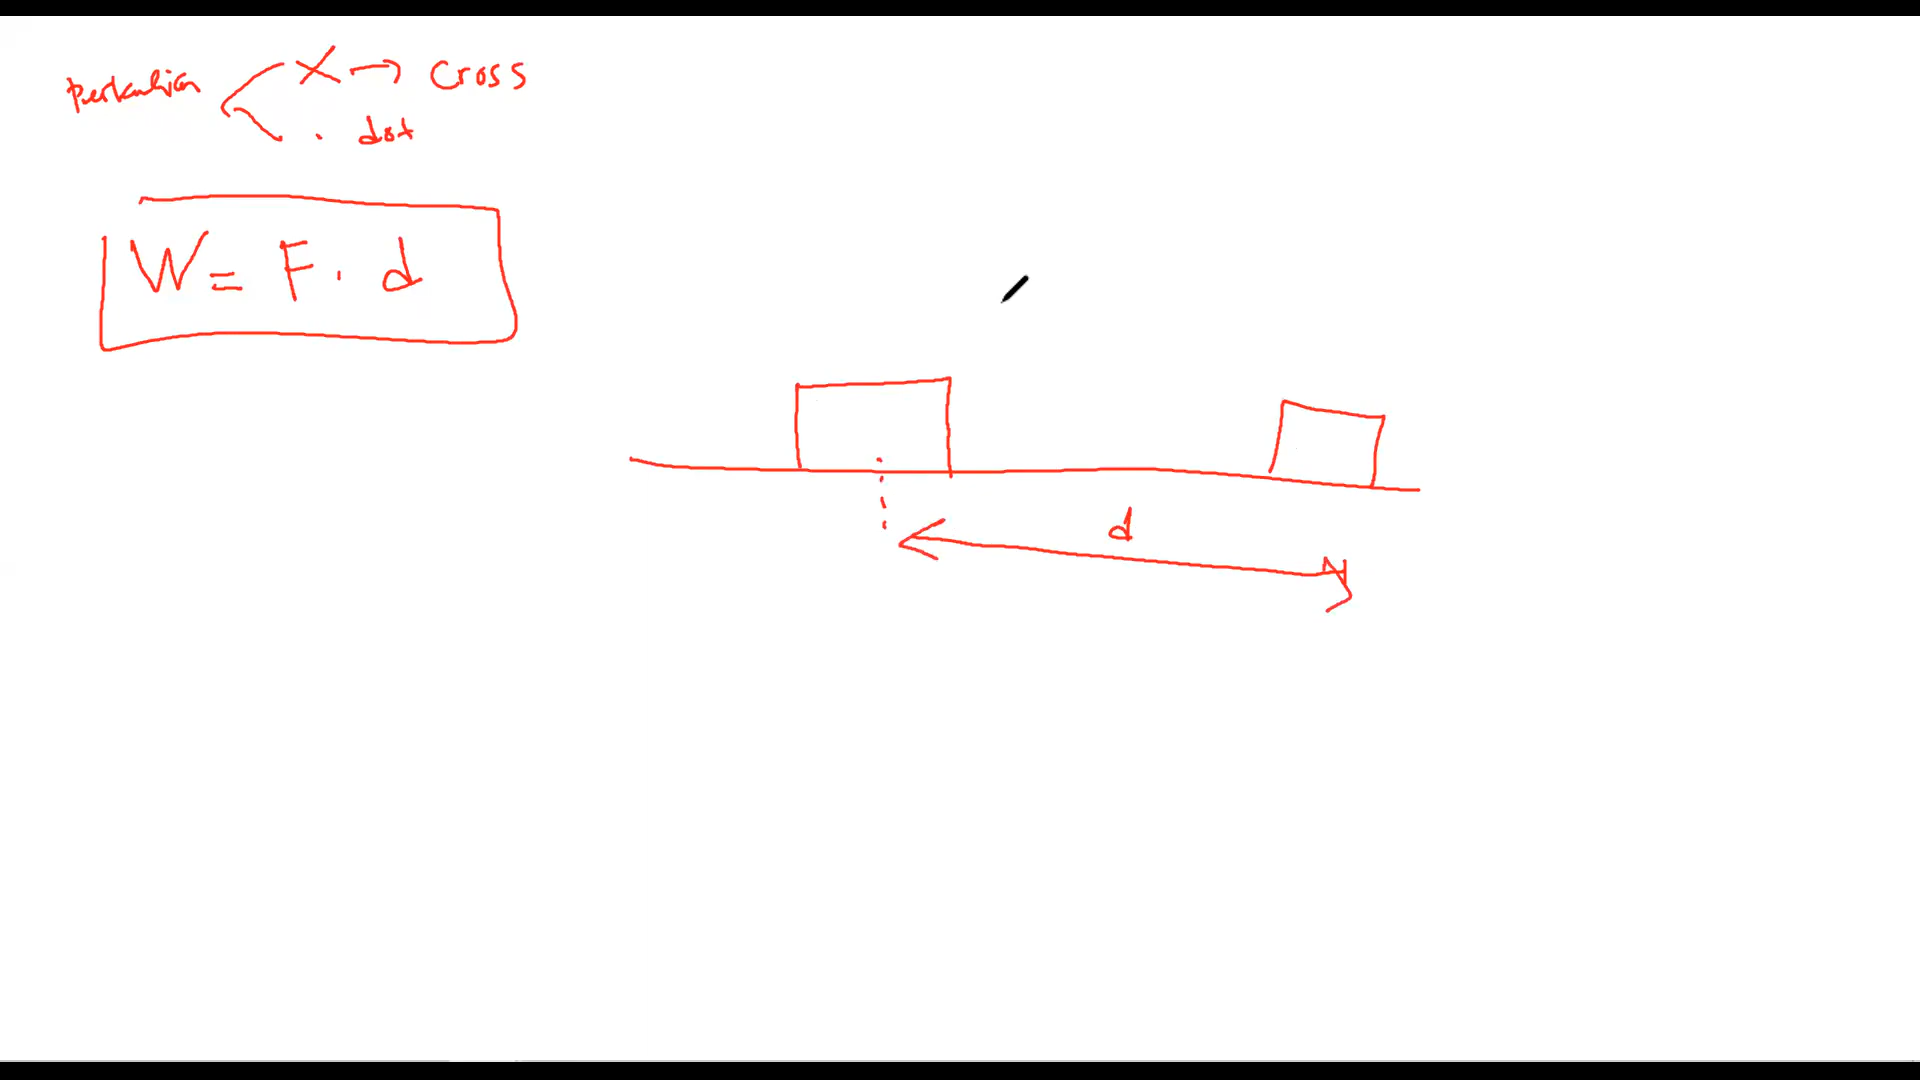 Perkalian X → Cross
. dot
W = F . d
d